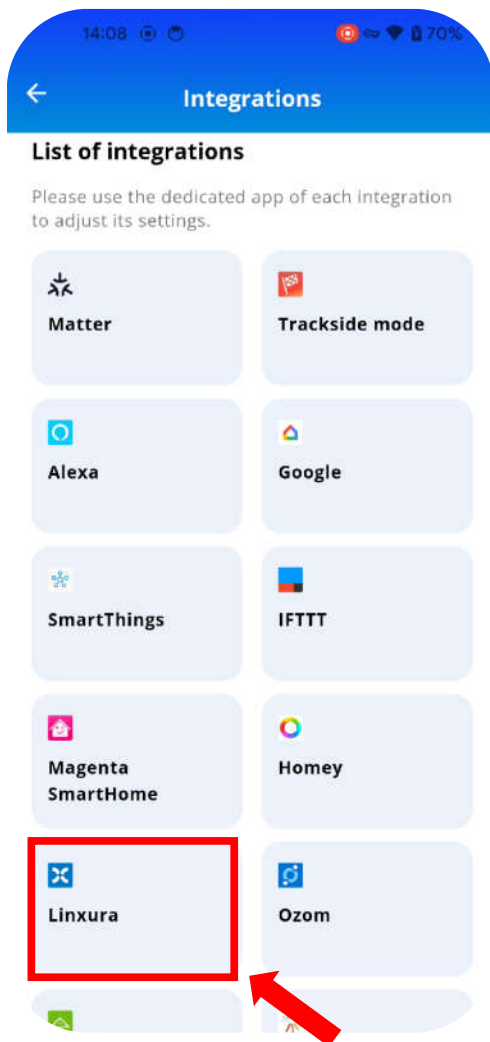 14:08 70%
Integrations
List of integrations
Please use the dedicated app of each integration
to adjust its settings.
Matter
Trackside mode
Alexa
Google
SmartThings
IFTTT
Magenta
SmartHome
Homey
Linxura
Ozom